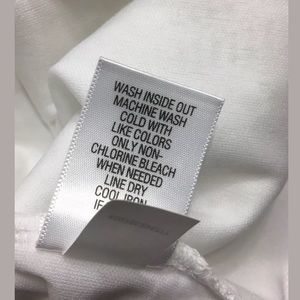 WASH INSIDE OUT
MACHINE WASH
COLD WITH
LIKE COLORS
ONLY NON-
CHLORINE BLEACH
WHEN NEEDED
LINE DRY
COOL IRON
IF